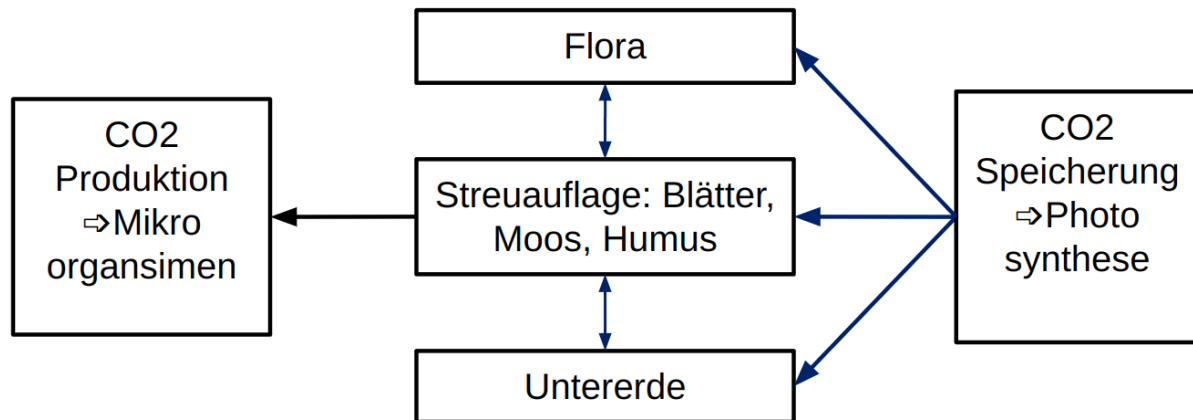 Flora
CO2
Produktion
➩Mikro
organsimen
Streuauflage: Blätter,
Moos, Humus
CO2
Speicherung
➩Photo
synthese
Untererde